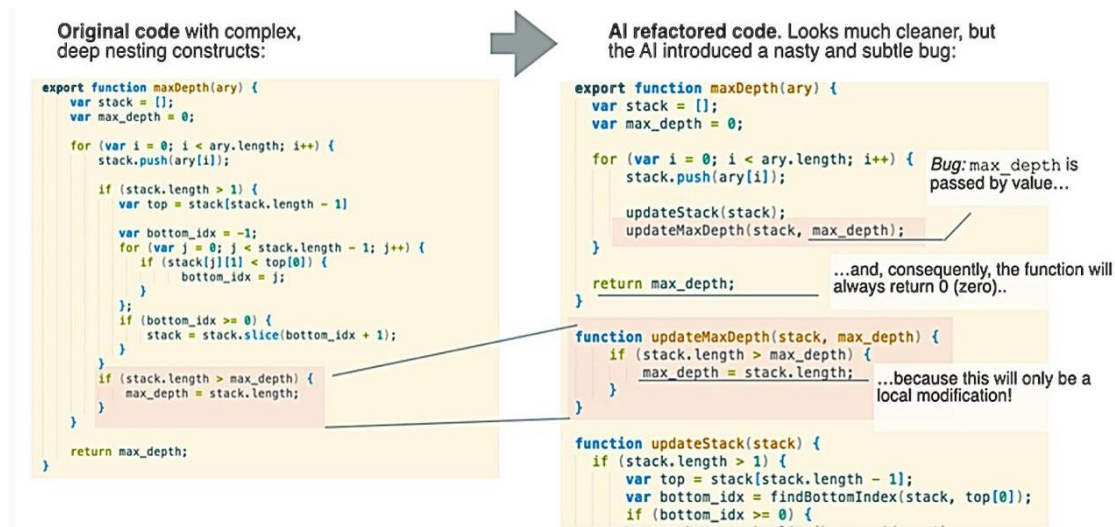 Original code with complex,
deep nesting constructs:
export function maxDepth(ary) {
var stack = [];
var max_depth = 0;
for (var i = 0; i < ary.length; i++) {
stack.push(ary[i]);
if (stack.length > 1) {
var top = stack[stack.length - 1]
var bottom_idx = -1;
for (var j = 0; j < stack.length - 1; j++) {
if (stack[j][1] < top[0]) {
bottom_idx = j;
}
};
if (bottom_idx >= 0) {
stack = stack.slice(bottom_idx + 1);
}
}
if (stack.length > max_depth) {
max_depth = stack.length;
}
}
return max_depth;
}
AI refactored code. Looks much cleaner, but
the AI introduced a nasty and subtle bug:
export function maxDepth(ary) {
var stack = [];
var max_depth = 0;
for (var i = 0; i < ary.length; i++) {
stack.push(ary[i]);
updateStack(stack);
updateMaxDepth(stack, max_depth);
}
return max_depth;
}
Bug: max_depth is
passed by value…
…and, consequently, the function will
always return 0 (zero)..
function updateMaxDepth(stack, max_depth) {
if (stack.length > max_depth) {
max_depth = stack.length;
}
}
…because this will only be a
local modification!
function updateStack(stack) {
if (stack.length > 1) {
var top = stack[stack.length - 1];
var bottom_idx = findBottomIndex(stack, top[0]);
if (bottom_idx >= 0) {